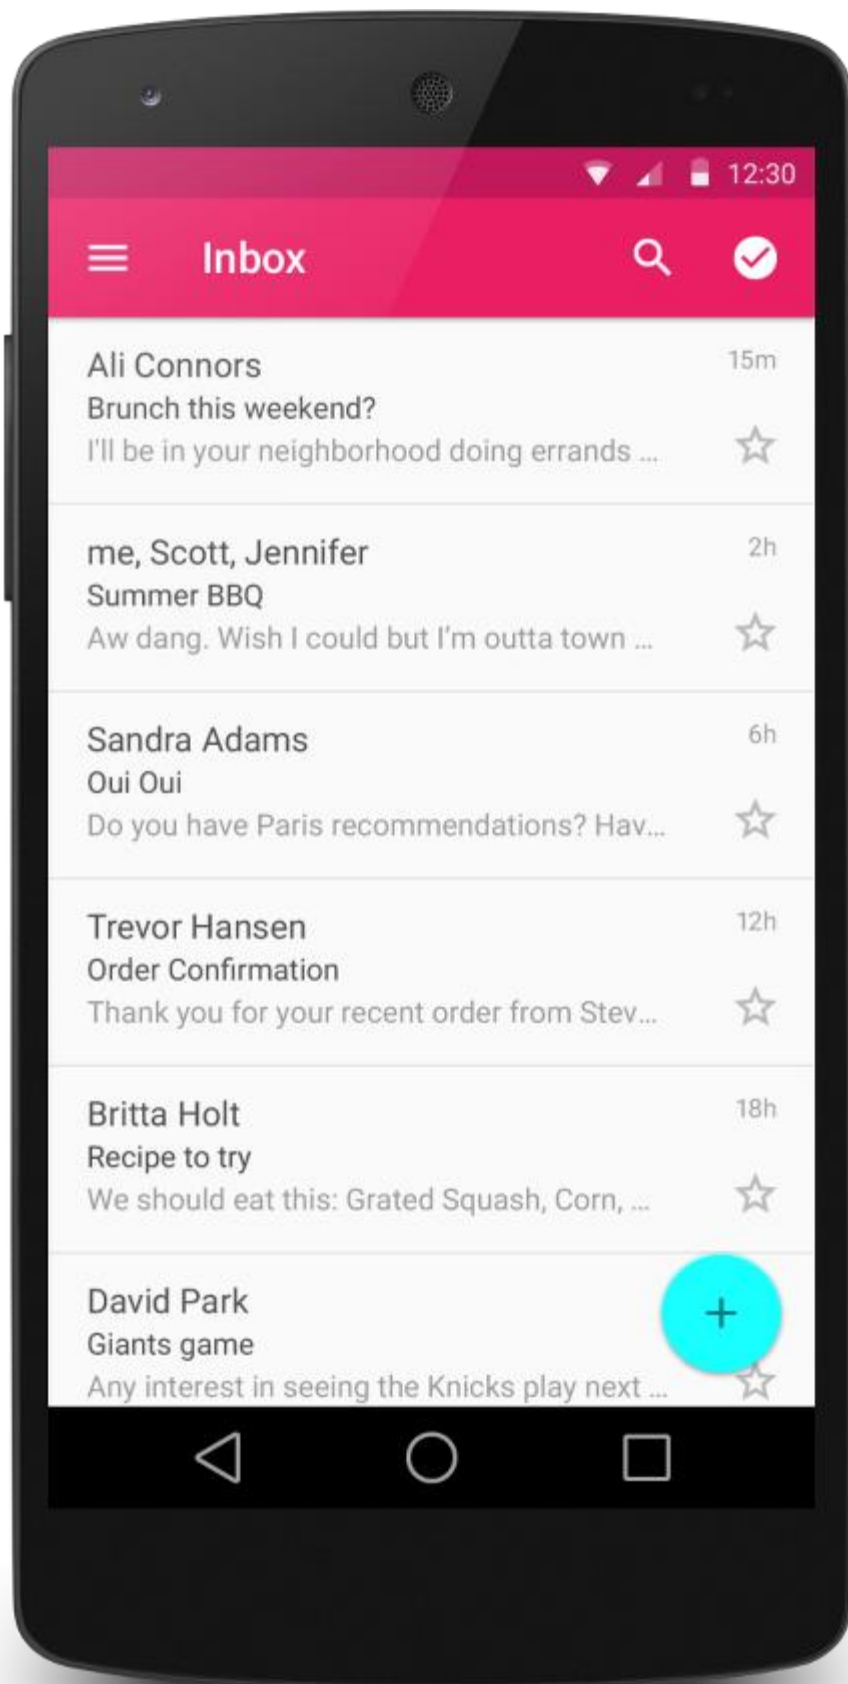 12:30
Inbox
Ali Connors
15m
Brunch this weekend?
I'll be in your neighborhood doing errands ...
me, Scott, Jennifer
2h
Summer BBQ
Aw dang. Wish I could but I'm outta town ...
Sandra Adams
6h
Oui Oui
Do you have Paris recommendations? Hav...
Trevor Hansen
12h
Order Confirmation
Thank you for your recent order from Stev...
Britta Holt
18h
Recipe to try
We should eat this: Grated Squash, Corn, ...
David Park
Giants game
Any interest in seeing the Knicks play next ...